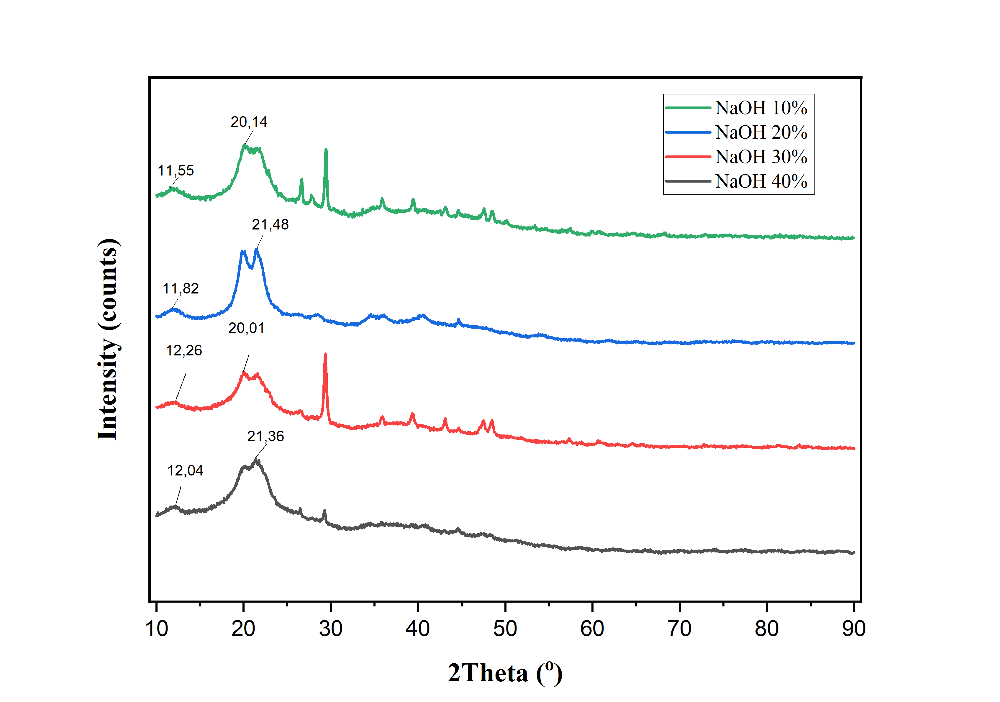 NaOH 10%
NaOH 20%
NaOH 30%
NaOH 40%
20,14
11,55
21,48
11,82
20,01
12,26
21,36
12,04
Intensity (counts)
10 20 30 40 50 60 70 80 90
2Theta (º)